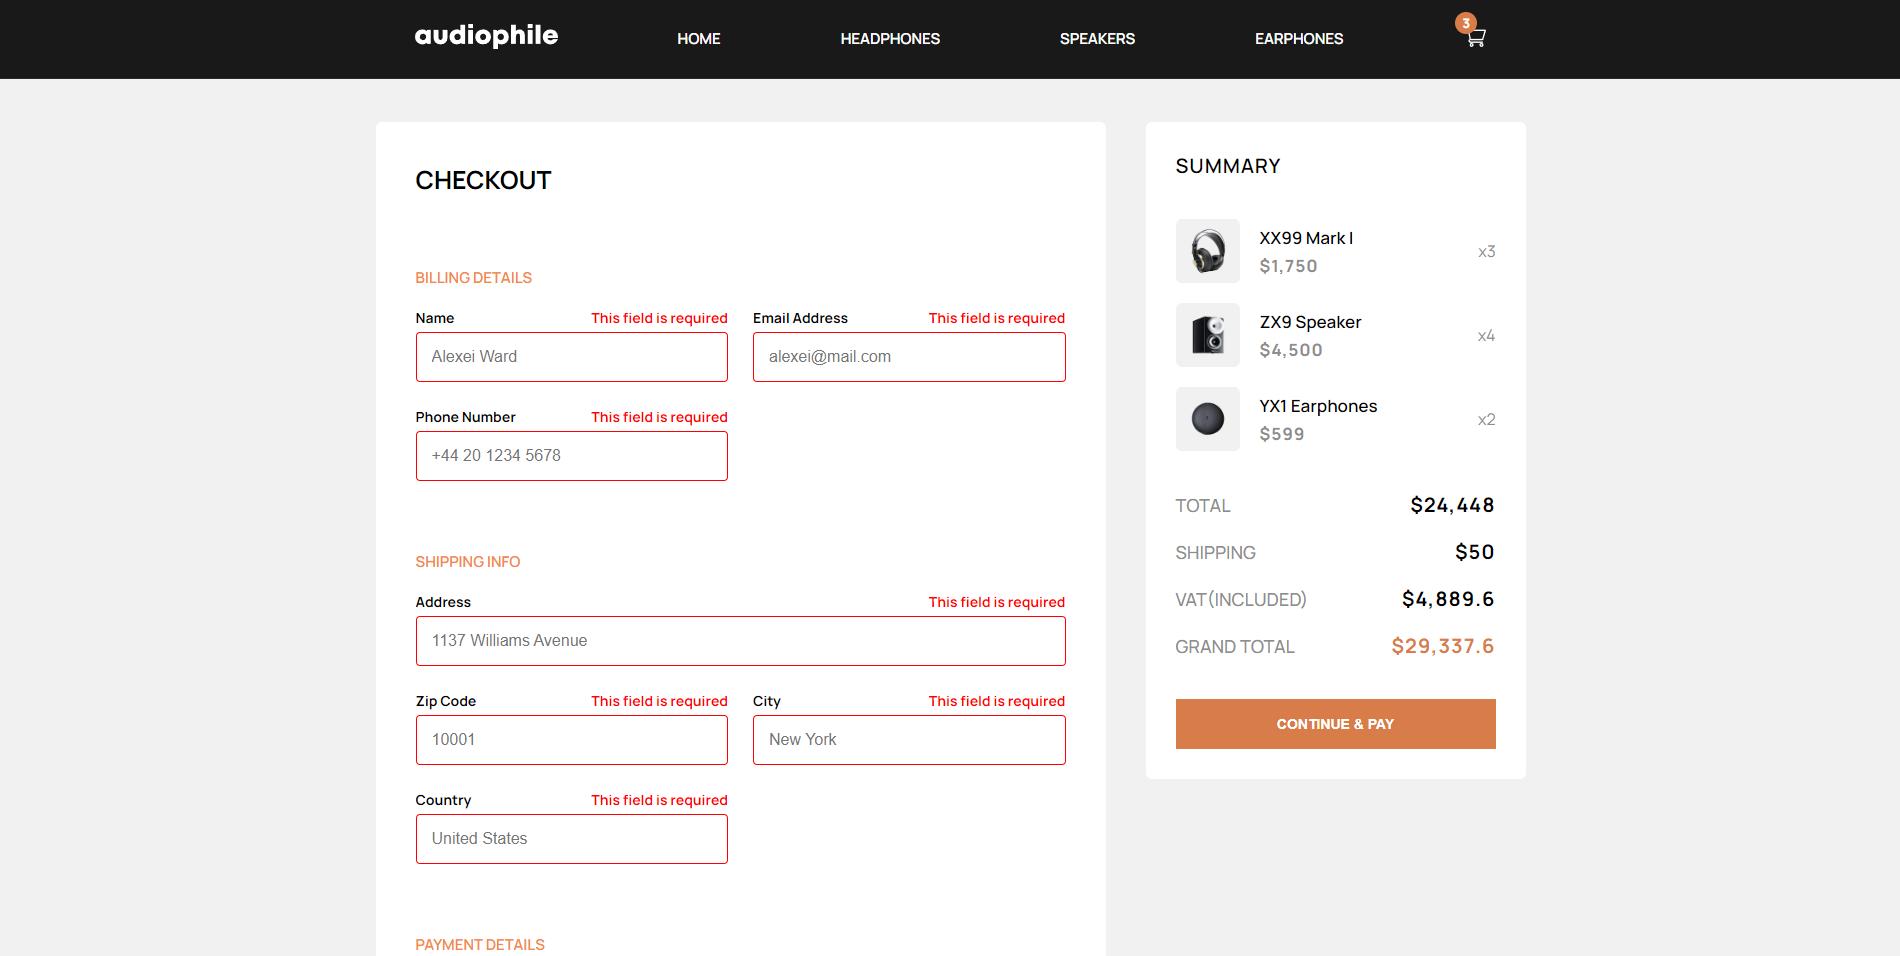 audiophile
HOME
HEADPHONES
SPEAKERS
EARPHONES
3
CHECKOUT
BILLING DETAILS
Name This field is required
Alexei Ward
Email Address This field is required
alexei@mail.com
Phone Number This field is required
+44 20 1234 5678
SHIPPING INFO
Address This field is required
1137 Williams Avenue
Zip Code This field is required
10001
City This field is required
New York
Country This field is required
United States
PAYMENT DETAILS
SUMMARY
XX99 Mark I
$1,750
x3
ZX9 Speaker
$4,500
x4
YX1 Earphones
$599
x2
TOTAL $24,448
SHIPPING $50
VAT(INCLUDED) $4,889.6
GRAND TOTAL $29,337.6
CONTINUE & PAY